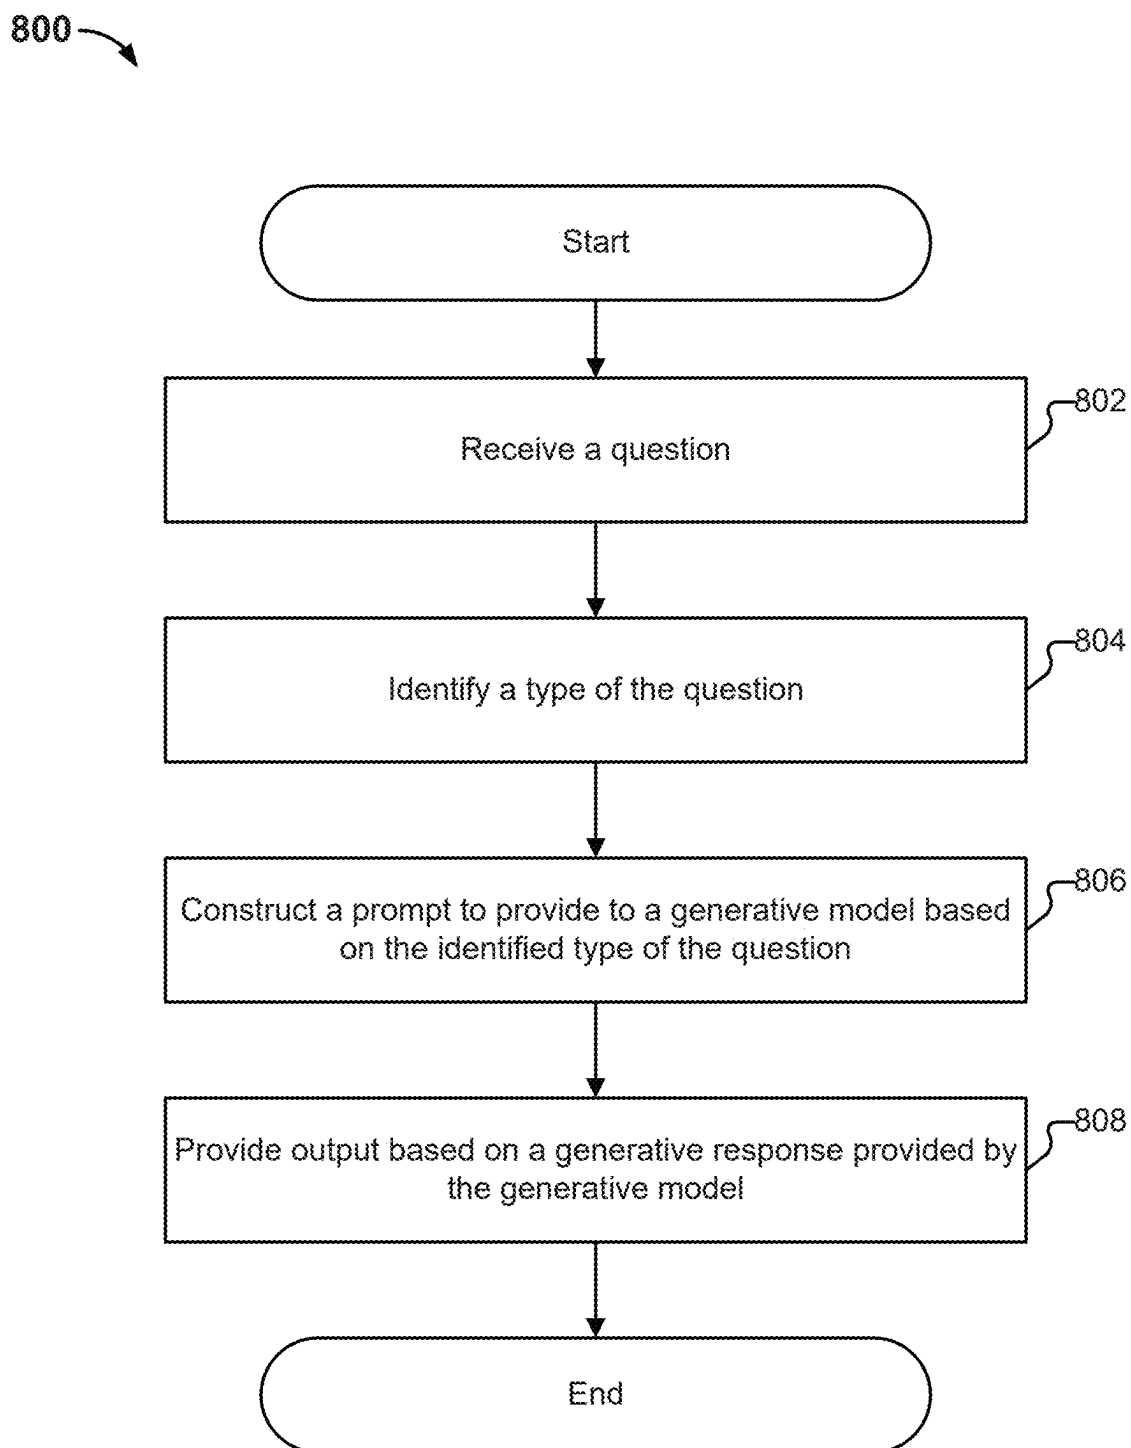 800
Start
Receive a question
802
Identify a type of the question
804
Construct a prompt to provide to a generative model based
on the identified type of the question
806
Provide output based on a generative response provided by
the generative model
808
End